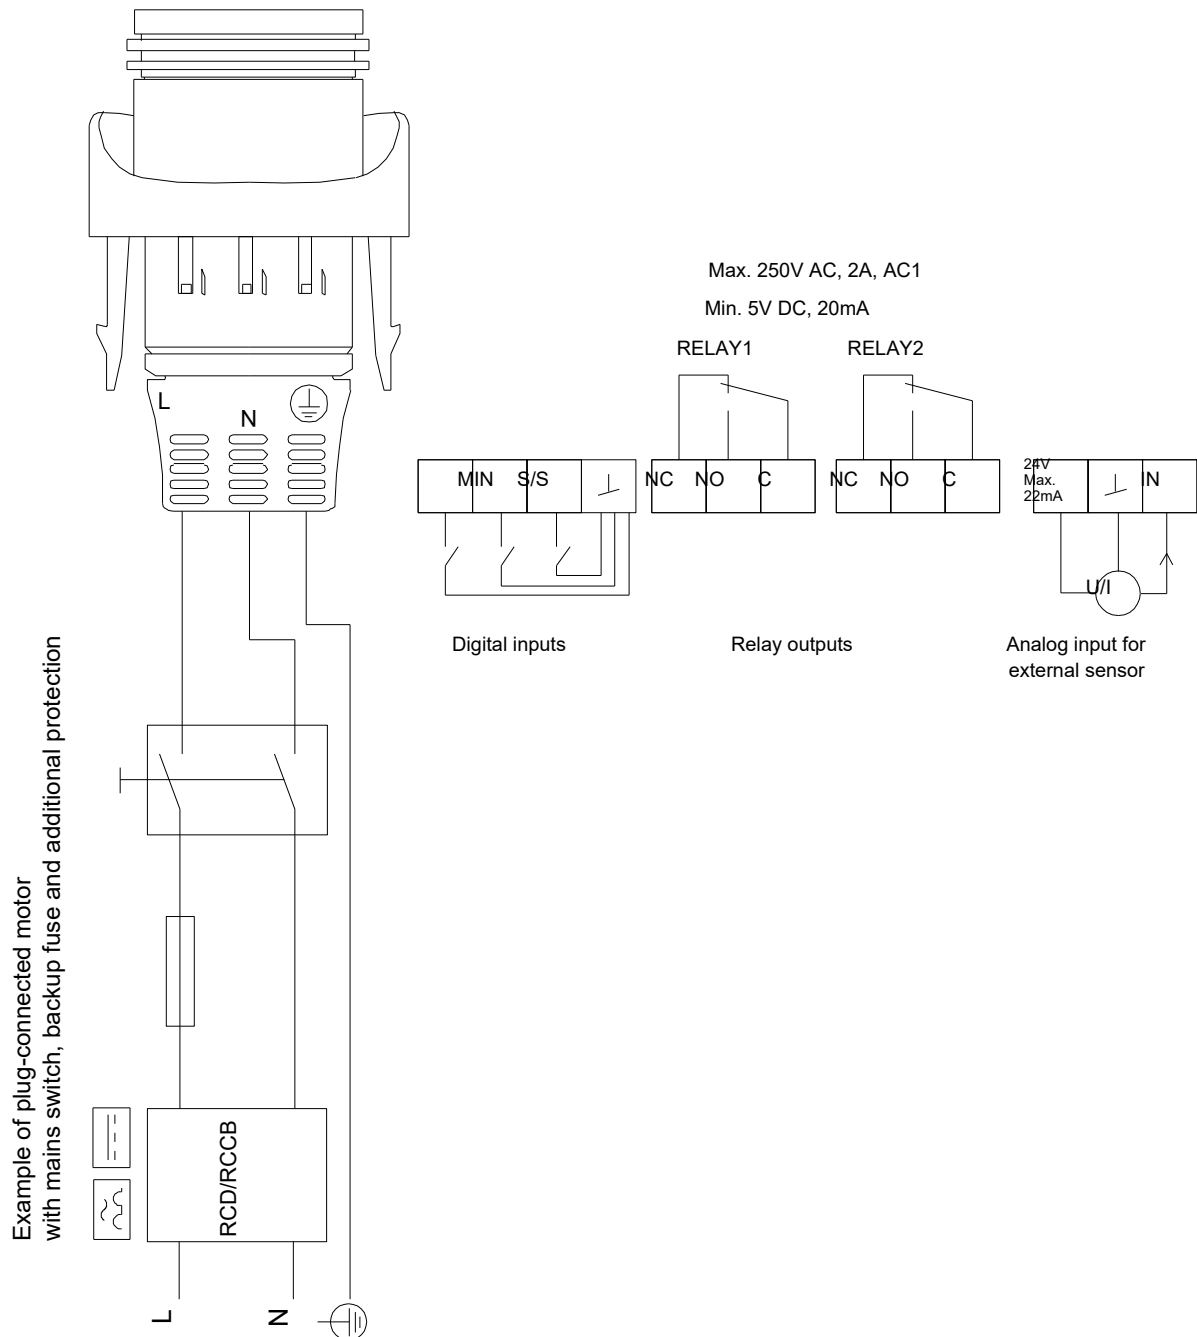 Max. 250V AC, 2A, AC1
Min. 5V DC, 20mA
RELAY1 RELAY2
L
N
MIN S/S NC NO C NC NO C
24V
Max.
22mA
IN
U/I
Digital inputs
Relay outputs
Analog input for
external sensor
Example of plug-connected motor
with mains switch, backup fuse and additional protection
RCD/RCCB
L
N